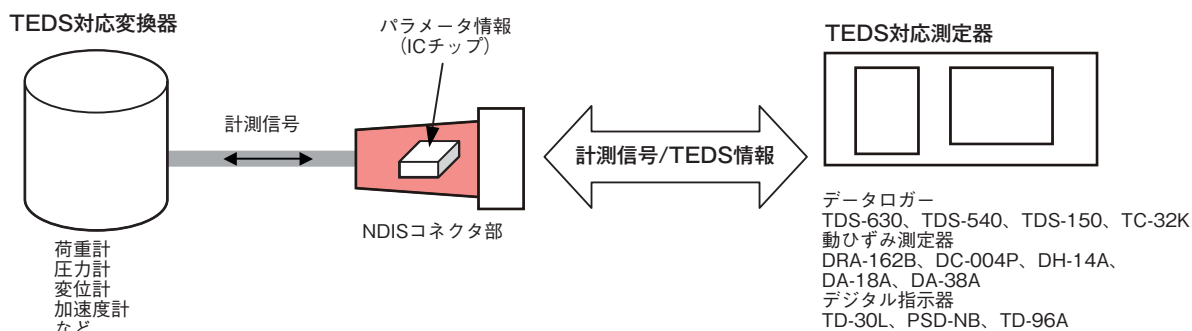 TEDS対応変換器
パラメータ情報
（ICチップ）
TEDS対応測定器
計測信号
計測信号/TEDS情報
NDISコネクタ部
荷重計
圧力計
変位計
加速度計
など
データロガー
TDS-630、TDS-540、TDS-150、TC-32K
動ひずみ測定器
DRA-162B、DC-004P、DH-14A、
DA-18A、DA-38A
デジタル指示器
TD-30L、PSD-NB、TD-96A